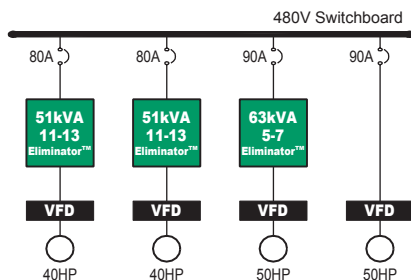 480V Switchboard
80A 80A 90A 90A
51kVA 51kVA 63kVA
11-13 11-13 5-7
Eliminator™ Eliminator™ Eliminator™
VFD VFD VFD VFD
40HP 40HP 50HP 50HP